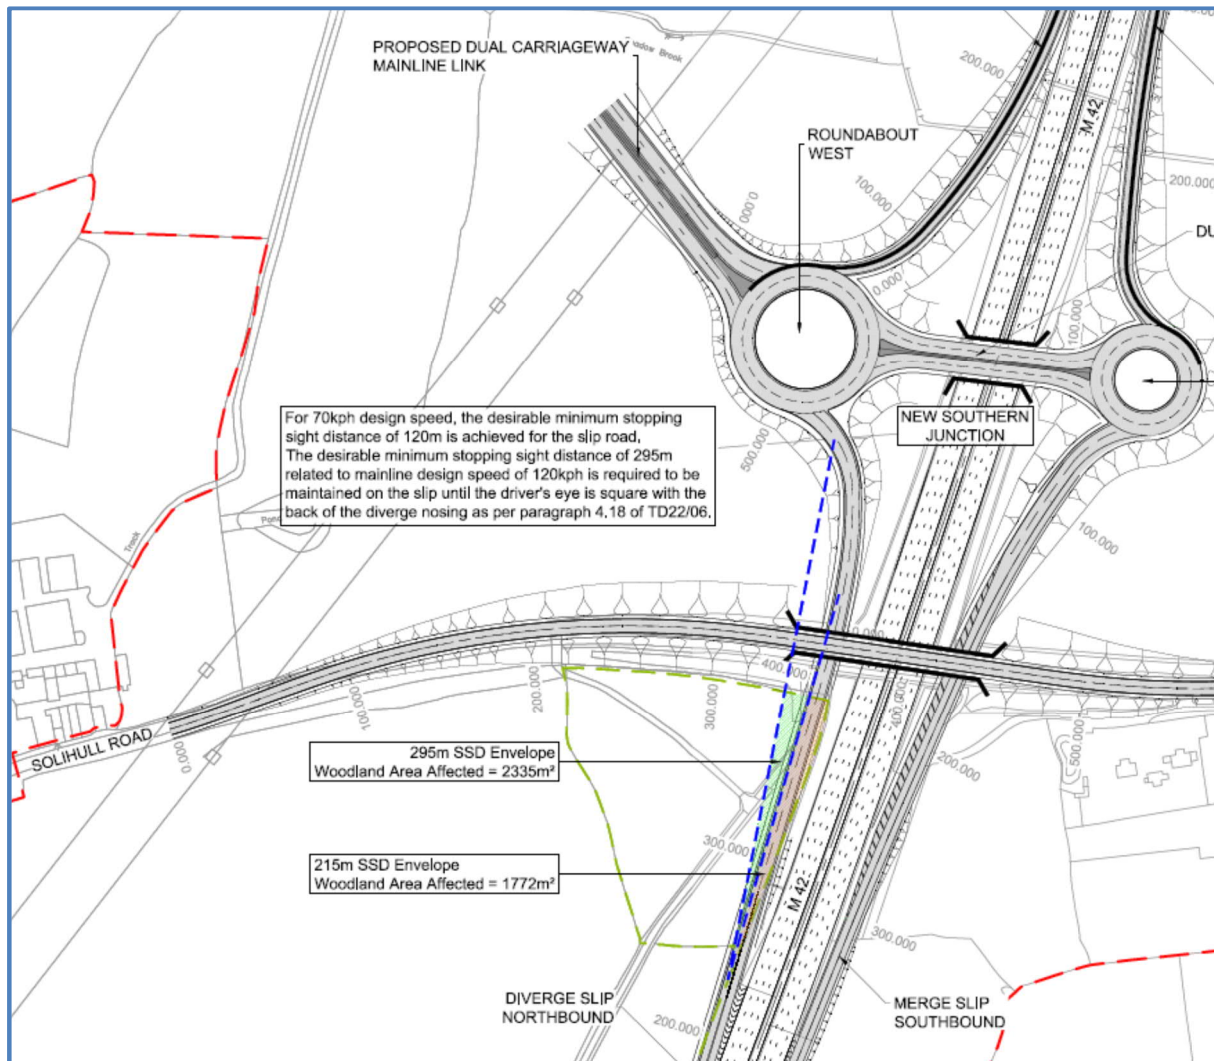 PROPOSED DUAL CARRIAGEWAY
MAINLINE LINK
Brook
200.000
M 42
ROUNDABOUT
WEST
100.000
200.000
0.000
DU
0.000
100.000
For 70kph design speed, the desirable minimum stopping
sight distance of 120m is achieved for the slip road,
The desirable minimum stopping sight distance of 295m
related to mainline design speed of 120kph is required to be
maintained on the slip until the driver's eye is square with the
back of the diverge nosing as per paragraph 4.18 of TD22/06.
NEW SOUTHERN
JUNCTION
500.000
100.000
Track
200.000
300.000
400.000
100.000
400.000
500.000
200.000
SOLIHULL ROAD
0.000
295m SSD Envelope
Woodland Area Affected = 2335m²
300.000
215m SSD Envelope
Woodland Area Affected = 1772m²
M 42
300.000
DIVERGE SLIP
NORTHBOUND
200.000
MERGE SLIP
SOUTHBOUND